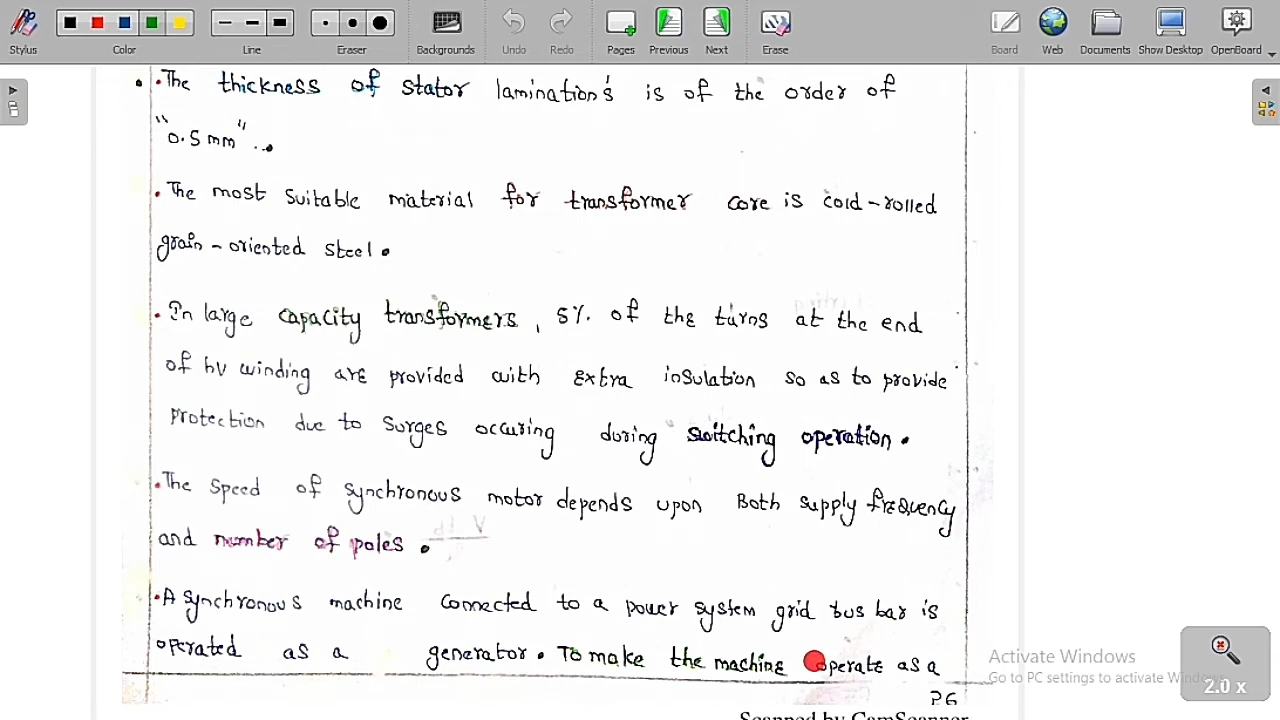 Stylus
Color
Line
Eraser
Backgrounds
Undo
Redo
Pages
Previous
Next
Erase
Board
Web
Documents
Show Desktop
OpenBoard
• The thickness of stator lamination's is of the order of
"0.5 mm".
• The most suitable material for transformer core is cold-rolled
grain-oriented steel.
• In large capacity transformers, 5% of the turns at the end
of hv winding are provided with extra insulation so as to provide
protection due to surges occuring during switching operation.
• The speed of synchronous motor depends upon both supply frequency
and number of poles.
• A synchronous machine connected to a power system grid bus bar is
operated as a generator. To make the machine operate as a
Activate Windows
Go to PC settings to activate Windows.
2.0 x
P6
Scanned by CamScanner